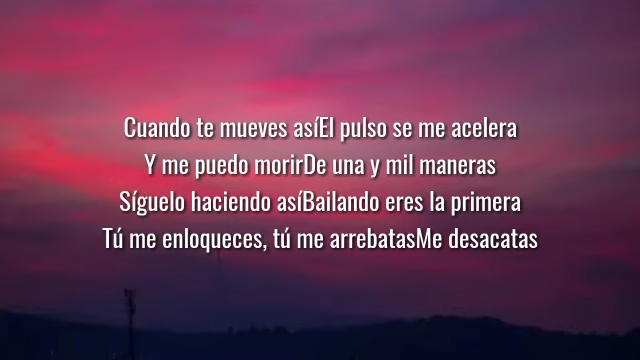 Cuando te mueves asíEl pulso se me acelera
Y me puedo morirDe una y mil maneras
Síguelo haciendo asíBailando eres la primera
Tú me enloqueces, tú me arrebatasMe desacatas